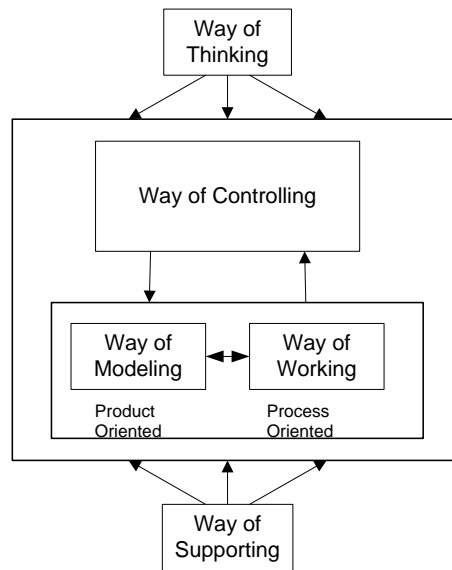 Way of
Thinking
Way of Controlling
Way of
Modeling
Way of
Working
Product
Oriented
Process
Oriented
Way of
Supporting